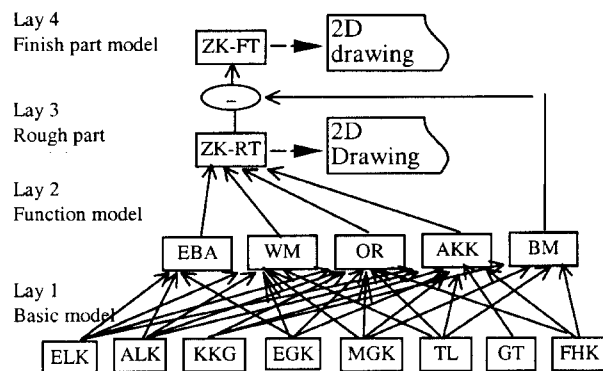 Lay 4
Finish part model
ZK-FT
2D
drawing
Lay 3
Rough part
ZK-RT
2D
Drawing
Lay 2
Function model
EBA WM OR AKK BM
Lay 1
Basic model
ELK ALK KKG EGK MGK TL GT FHK